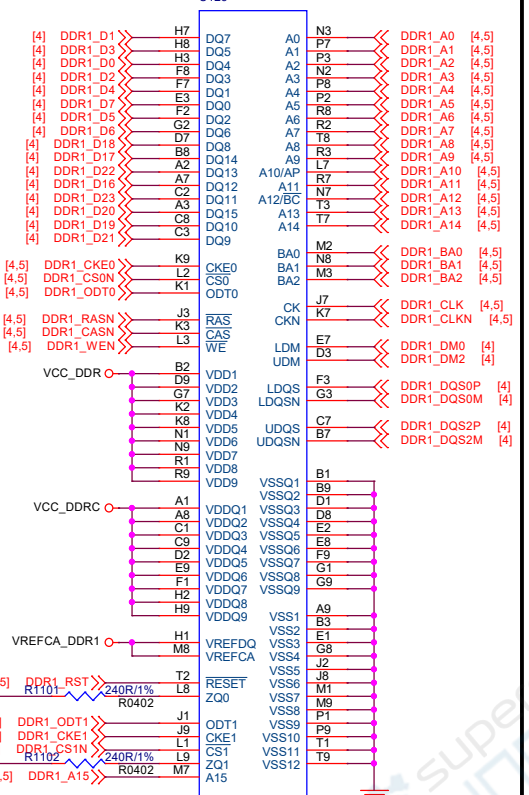 [4] DDR1_D1 H7 DQ7
[4] DDR1_D3 H8 DQ5
[4] DDR1_D0 H3 DQ4
[4] DDR1_D2 F8 DQ3
[4] DDR1_D4 F7 DQ1
[4] DDR1_D7 E3 DQ0
[4] DDR1_D5 F2 DQ2
[4] DDR1_D6 G2 DQ6
[4] DDR1_D18 D7 DQ8
[4] DDR1_D17 B8 DQ14
[4] DDR1_D22 A2 DQ13
[4] DDR1_D16 A7 DQ12
[4] DDR1_D23 C2 DQ11
[4] DDR1_D20 A3 DQ15
[4] DDR1_D19 C8 DQ10
[4] DDR1_D21 C3 DQ9
[4,5] DDR1_CKE0 K9 CKE0
[4,5] DDR1_CS0N L2 CS0
[4,5] DDR1_ODT0 K1 ODT0
[4,5] DDR1_RASN J3 RAS
[4,5] DDR1_CASN K3 CAS
[4,5] DDR1_WEN L3 WE
VCC_DDR B2 VDD1
D9 VDD2
G7 VDD3
K2 VDD4
K8 VDD5
N1 VDD6
N9 VDD7
R1 VDD8
R9 VDD9
VCC_DDRC A1 VDDQ1
A8 VDDQ2
C1 VDDQ3
C9 VDDQ4
D2 VDDQ5
E9 VDDQ6
F1 VDDQ7
H2 VDDQ8
H9 VDDQ9
VREFCA_DDR1 H1 VREFDQ
M8 VREFCA
DDR1_RST T2 RESET
R1101 240R/1% L8 ZQ0
R0402
DDR1_ODT1 J1 ODT1
DDR1_CKE1 J9 CKE1
DDR1_CS1N L1 CS1
R1102 240R/1% L9 ZQ1
R0402
DDR1_A15 M7 A15
A0 N3 DDR1_A0 [4,5]
A1 P7 DDR1_A1 [4,5]
A2 P3 DDR1_A2 [4,5]
A3 N2 DDR1_A3 [4,5]
A4 P8 DDR1_A4 [4,5]
A5 P2 DDR1_A5 [4,5]
A6 R8 DDR1_A6 [4,5]
A7 R2 DDR1_A7 [4,5]
A8 T8 DDR1_A8 [4,5]
A9 R3 DDR1_A9 [4,5]
A10/AP L7 DDR1_A10 [4,5]
A11 R7 DDR1_A11 [4,5]
A12/BC N7 DDR1_A12 [4,5]
A13 T3 DDR1_A13 [4,5]
A14 T7 DDR1_A14 [4,5]
BA0 M2 DDR1_BA0 [4,5]
BA1 N8 DDR1_BA1 [4,5]
BA2 M3 DDR1_BA2 [4,5]
CK J7 DDR1_CLK [4,5]
CKN K7 DDR1_CLKN [4,5]
LDM E7 DDR1_DM0 [4]
UDM D3 DDR1_DM2 [4]
LDQS F3 DDR1_DQS0P [4]
LDQSN G3 DDR1_DQS0M [4]
UDQS C7 DDR1_DQS2P [4]
UDQSN B7 DDR1_DQS2M [4]
VSSQ1 B1
VSSQ2 B9
VSSQ3 D1
VSSQ4 D8
VSSQ5 E2
VSSQ6 E8
VSSQ7 F9
VSSQ8 G1
VSSQ9 G9
VSS1 A9
VSS2 B3
VSS3 E1
VSS4 G8
VSS5 J2
VSS6 J8
VSS7 M1
VSS8 M9
VSS9 P1
VSS10 P9
VSS11 T1
VSS12 T9